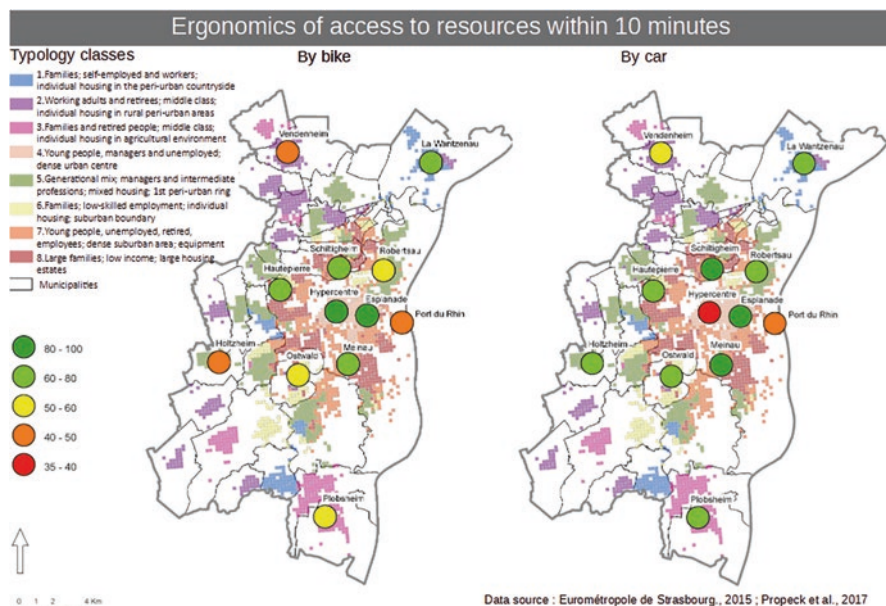 Ergonomics of access to resources within 10 minutes
Typology classes
By bike
By car
1.Families; self-employed and workers;
individual housing in the peri-urban countryside
2.Working adults and retirees; middle class;
individual housing in rural peri-urban areas
3.Families and retired people; middle class;
individual housing in agricultural environment
4.Young people, managers and unemployed;
dense urban centre
5.Generational mix; managers and intermediate
professions; mixed housing; 1st peri-urban ring
6.Families; low-skilled employment; individual
housing; suburban boundary
7.Young people, unemployed, retired,
employees; dense suburban area; equipment
8.Large families; low income; large housing
estates
Municipalities
80 - 100
60 - 80
50 - 60
40 - 50
35 - 40
Vendenheim
La Wantzenau
Schiltigheim
Robertsau
Hautepierre
Hypercentre
Esplanade
Port du Rhin
Holtzheim
Ostwald
Meinau
Plobsheim
Vendenheim
La Wantzenau
Schiltigheim
Robertsau
Hautepierre
Hypercentre
Esplanade
Port du Rhin
Holtzheim
Ostwald
Meinau
Plobsheim
0 1 2 4 Km
Data source : Eurométropole de Strasbourg., 2015 ; Propeck et al., 2017